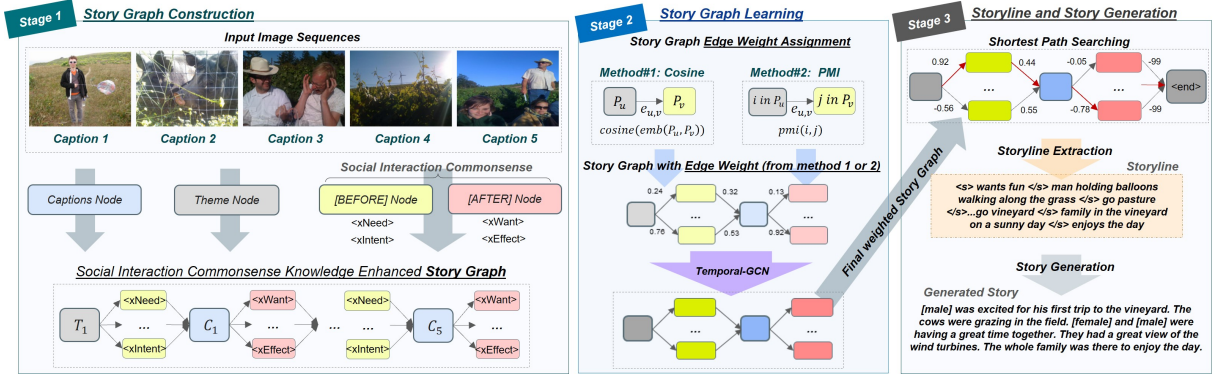 Stage 1
Story Graph Construction
Input Image Sequences
Caption 1
Caption 2
Caption 3
Caption 4
Caption 5
Social Interaction Commonsense
Captions Node
Theme Node
[BEFORE] Node
[AFTER] Node
<xNeed>
<xIntent>
<xWant>
<xEffect>
Social Interaction Commonsense Knowledge Enhanced Story Graph
T1
<xNeed>
...
<xIntent>
C1
<xWant>
...
<xEffect>
<xNeed>
...
<xIntent>
C5
<xWant>
...
<xEffect>
Stage 2
Story Graph Learning
Story Graph Edge Weight Assignment
Method#1: Cosine
Pu
eu,v
Pv
cosine(emb(Pu,Pv))
Method#2: PMI
i in Pu
eu,v
j in Pv
pmi(i,j)
Story Graph with Edge Weight (from method 1 or 2)
0.24
0.32
0.13
...
...
0.76
0.53
0.92
Temporal-GCN
...
...
Final weighted Story Graph
Stage 3
Storyline and Story Generation
Shortest Path Searching
0.92
0.44
-0.05
-99
...
...
<end>
-0.56
0.55
-0.78
-99
Storyline Extraction
Storyline
<s> wants fun </s> man holding balloons
walking along the grass </s> go pasture
</s>...go vineyard </s> family in the vineyard
on a sunny day </s> enjoys the day
Story Generation
Generated Story
[male] was excited for his first trip to the vineyard. The
cows were grazing in the field. [female] and [male] were
having a great time together. They had a great view of the
wind turbines. The whole family was there to enjoy the day.